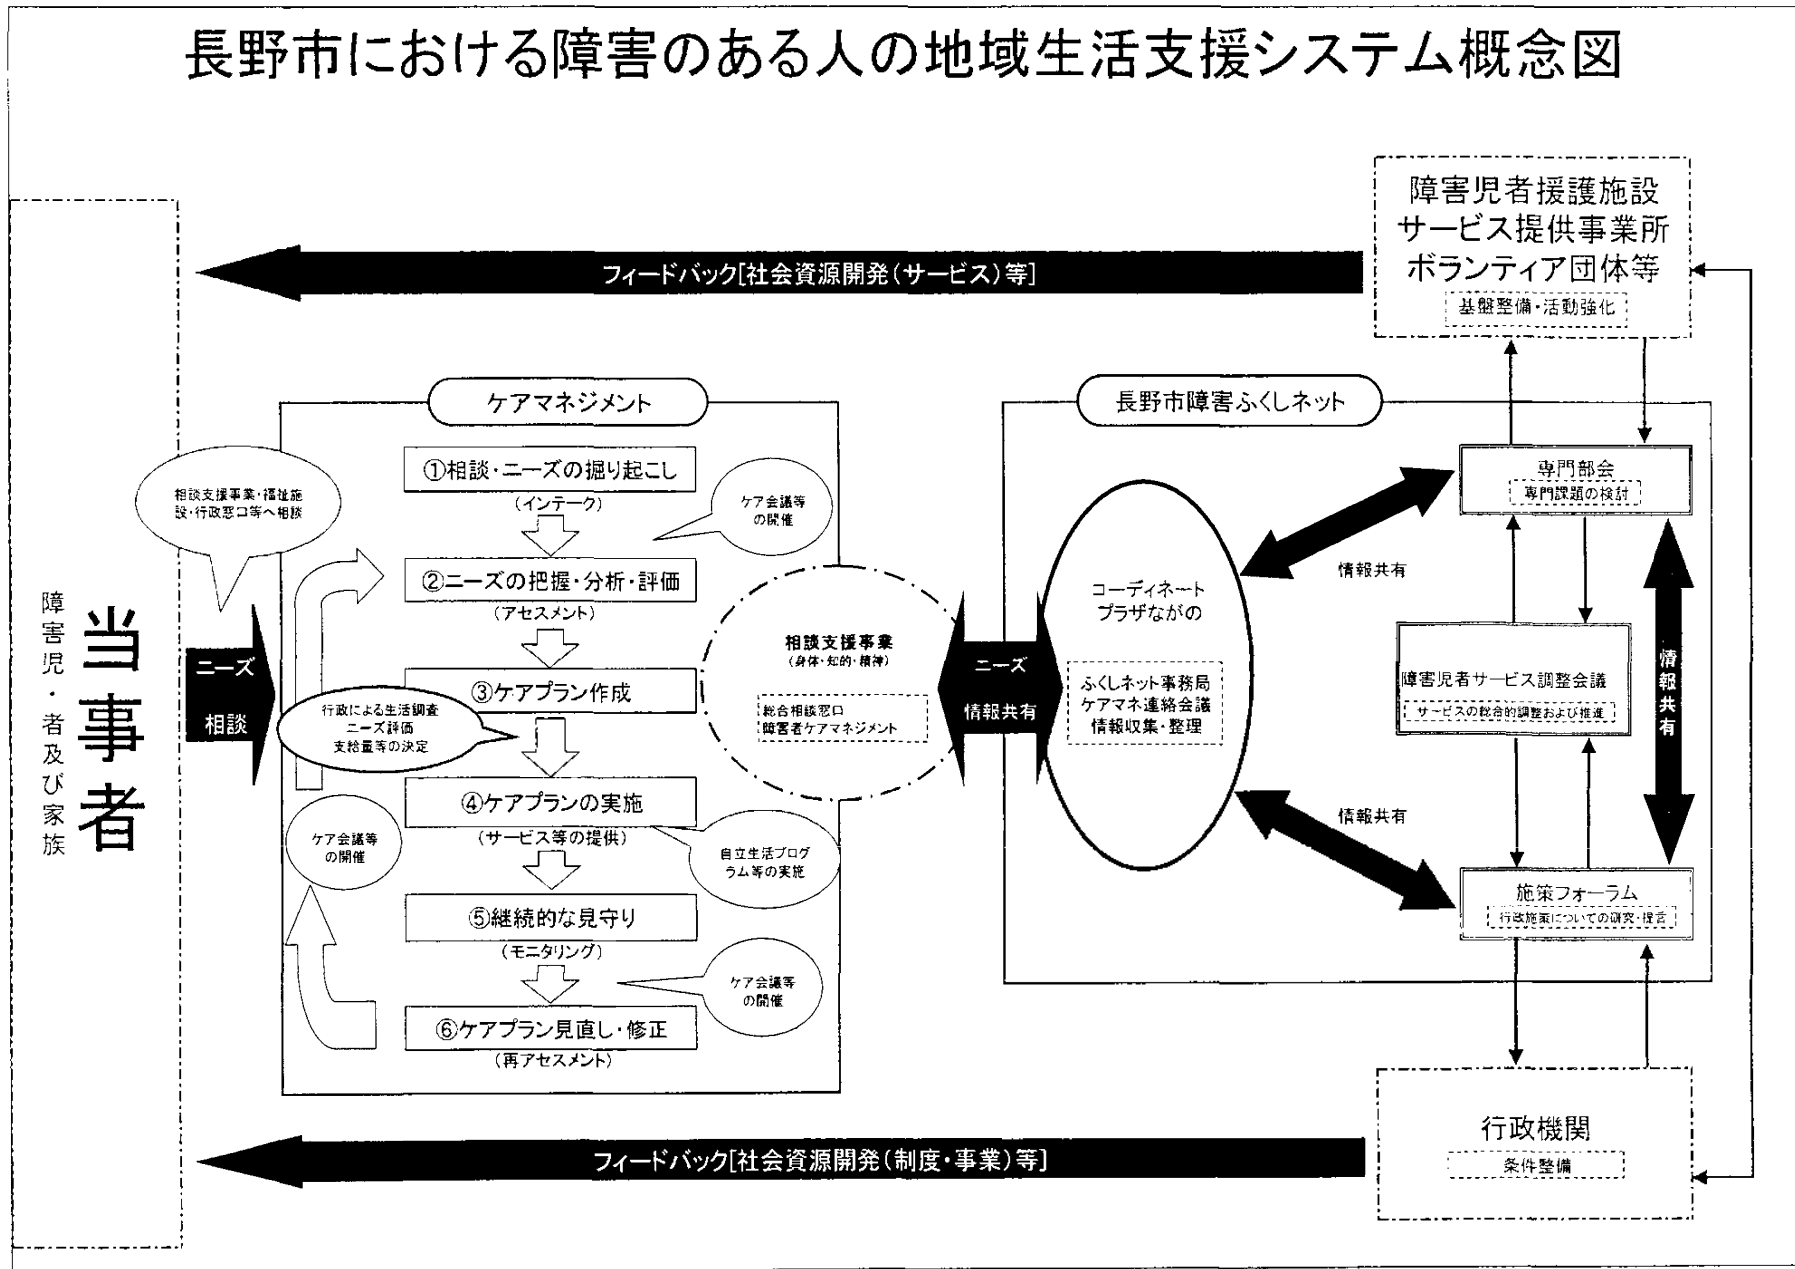 長野市における障害のある人の地域生活支援システム概念図
障害児者援護施設
サービス提供事業所
ボランティア団体等
基盤整備・活動強化
フィードバック[社会資源開発(サービス)等]
当事者
障害児・者及び家族
相談支援事業・福祉施
設・行政窓口等へ相談
ニーズ
相談
ケアマネジメント
①相談・ニーズの掘り起こし
(インテーク)
ケア会議等
の開催
②ニーズの把握・分析・評価
(アセスメント)
③ケアプラン作成
行政による生活調査
ニーズ評価
支給量等の決定
④ケアプランの実施
(サービス等の提供)
ケア会議等
の開催
自立生活プログ
ラム等の実施
⑤継続的な見守り
(モニタリング)
ケア会議等
の開催
⑥ケアプラン見直し・修正
(再アセスメント)
相談支援事業
(身体・知的・精神)
総合相談窓口
障害者ケアマネジメント
ニーズ
情報共有
長野市障害ふくしネット
コーディネート
プラザながの
ふくしネット事務局
ケアマネ連絡会議
情報収集・整理
情報共有
情報共有
専門部会
専門課題の検討
障害児者サービス調整会議
サービスの総合的調整および推進
情報共有
施策フォーラム
行政施策についての研究・提言
行政機関
条件整備
フィードバック[社会資源開発(制度・事業)等]